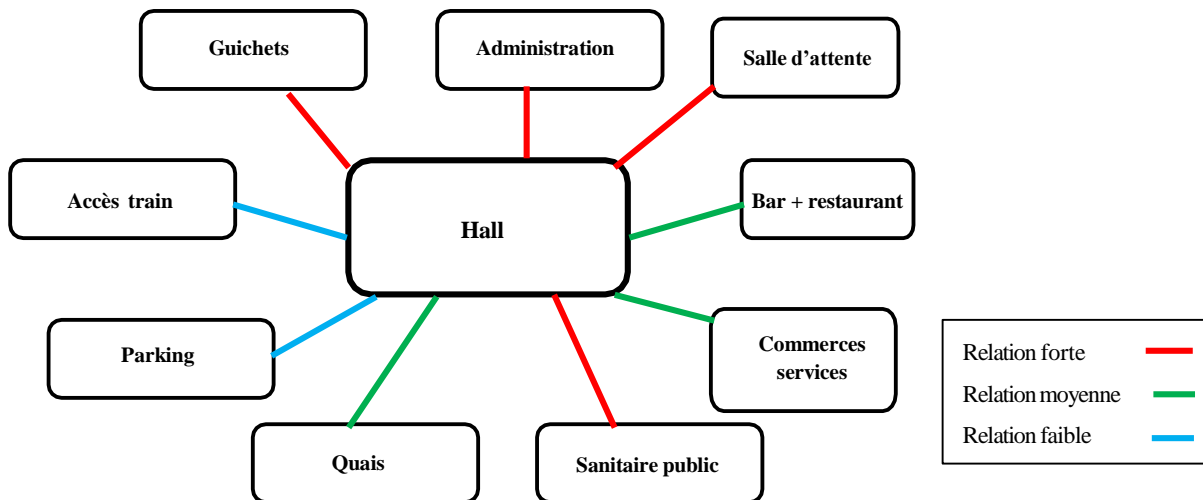 Guichets
Administration
Salle d’attente
Accès train
Hall
Bar + restaurant
Parking
Commerces
services
Quais
Sanitaire public
Relation forte
Relation moyenne
Relation faible